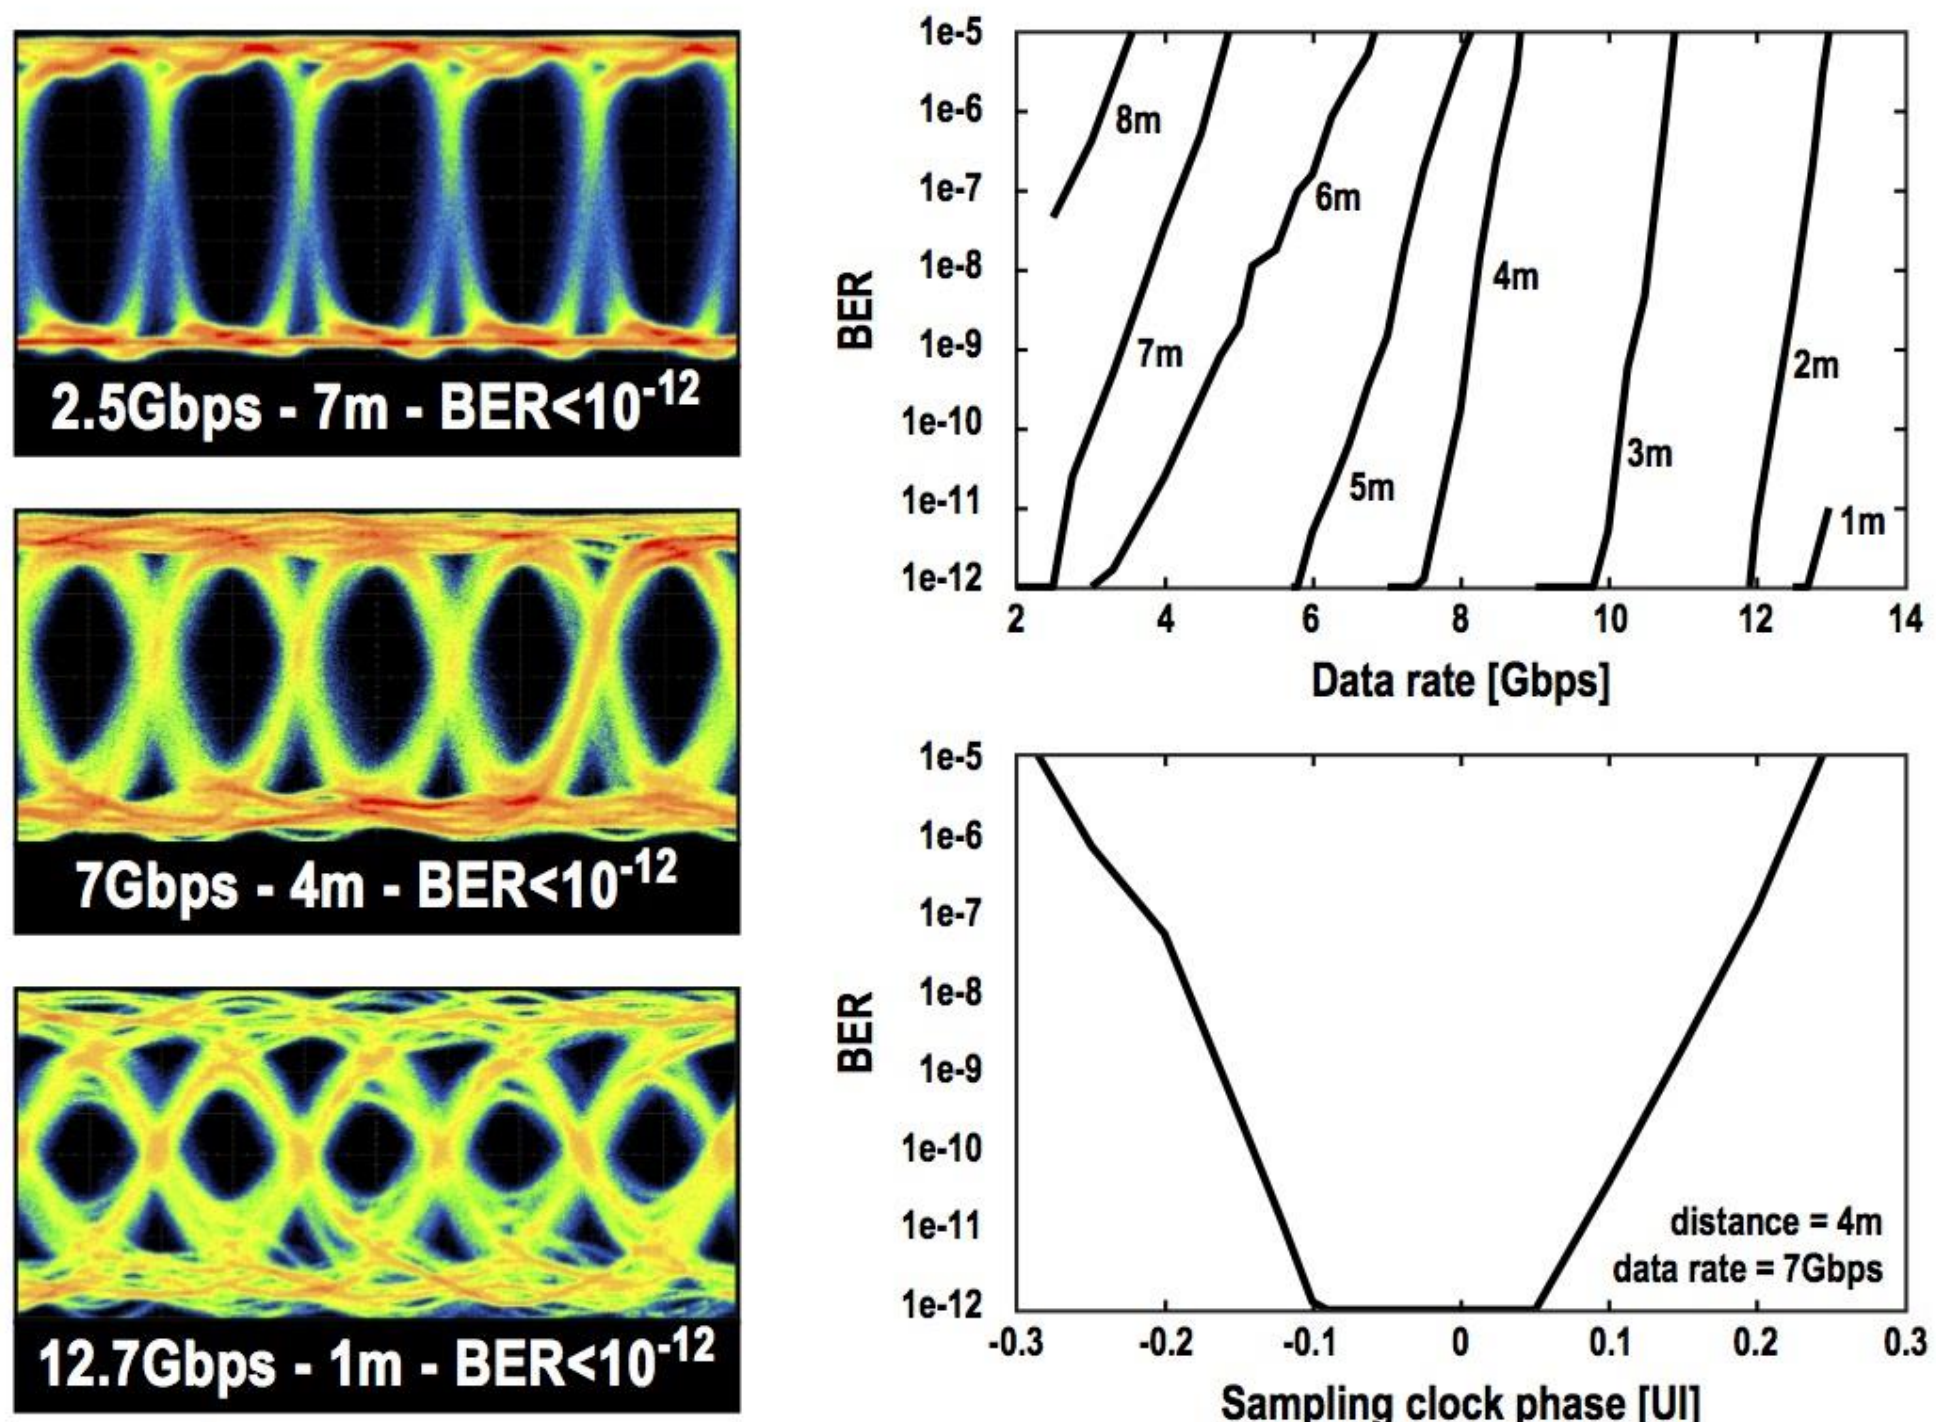 2.5Gbps - 7m - BER<10-12
7Gbps - 4m - BER<10-12
12.7Gbps - 1m - BER<10-12
1e-5
1e-6
1e-7
1e-8
1e-9
1e-10
1e-11
1e-12
BER
8m
7m
6m
5m
4m
3m
2m
1m
2 4 6 8 10 12 14
Data rate [Gbps]
1e-5
1e-6
1e-7
1e-8
1e-9
1e-10
1e-11
1e-12
BER
distance = 4m
data rate = 7Gbps
-0.3 -0.2 -0.1 0 0.1 0.2 0.3
Sampling clock phase [UI]